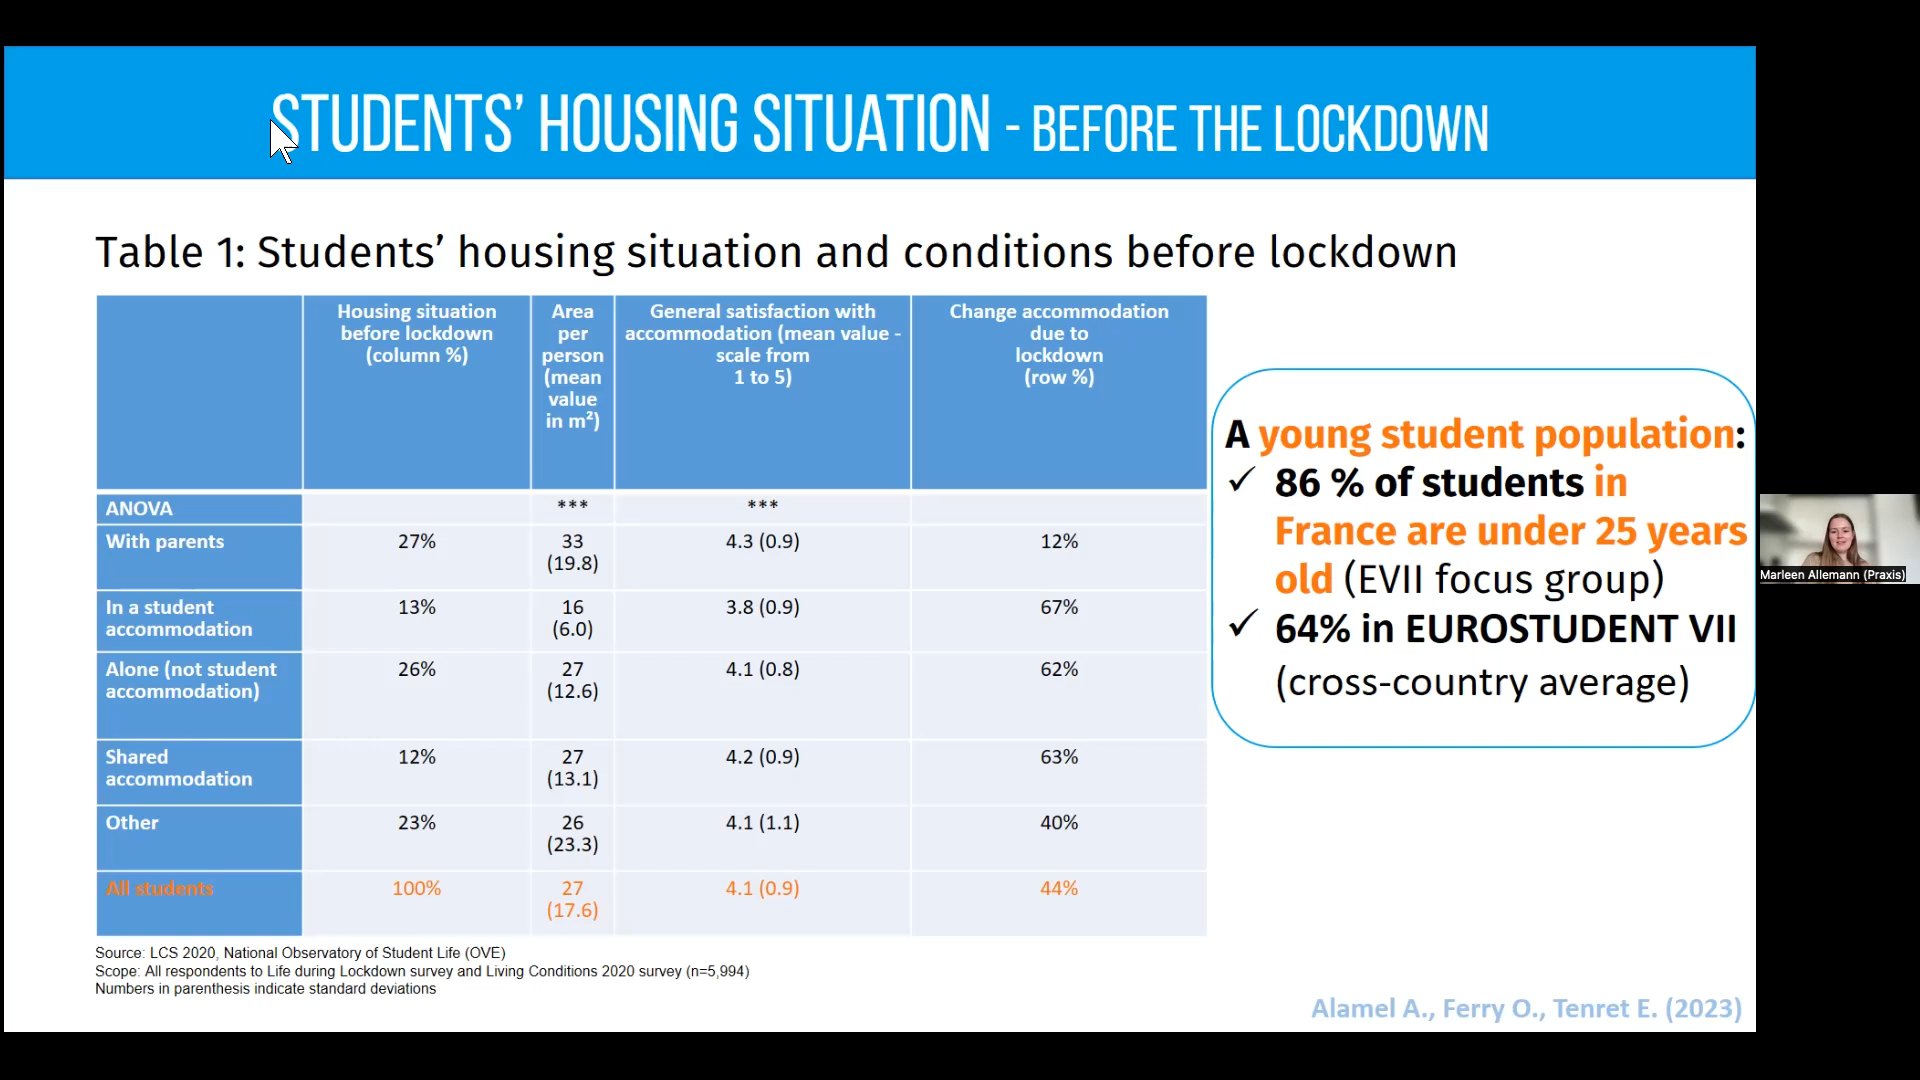 STUDENTS' HOUSING SITUATION - BEFORE THE LOCKDOWN
Table 1: Students' housing situation and conditions before lockdown
Housing situation
before lockdown
(column %)
Area
per
person
(mean
value
in m²)
General satisfaction with
accommodation (mean value -
scale from
1 to 5)
Change accommodation
due to
lockdown
(row %)
ANOVA
***
***
With parents
27%
33
(19.8)
4.3 (0.9)
12%
In a student
accommodation
13%
16
(6.0)
3.8 (0.9)
67%
Alone (not student
accommodation)
26%
27
(12.6)
4.1 (0.8)
62%
Shared
accommodation
12%
27
(13.1)
4.2 (0.9)
63%
Other
23%
26
(23.3)
4.1 (1.1)
40%
All students
100%
27
(17.6)
4.1 (0.9)
44%
A young student population:
✓ 86 % of students in
France are under 25 years
old (EVII focus group)
✓ 64% in EUROSTUDENT VII
(cross-country average)
Marleen Allemann (Praxis)
Source: LCS 2020, National Observatory of Student Life (OVE)
Scope: All respondents to Life during Lockdown survey and Living Conditions 2020 survey (n=5,994)
Numbers in parenthesis indicate standard deviations
Alamel A., Ferry O., Tenret E. (2023)